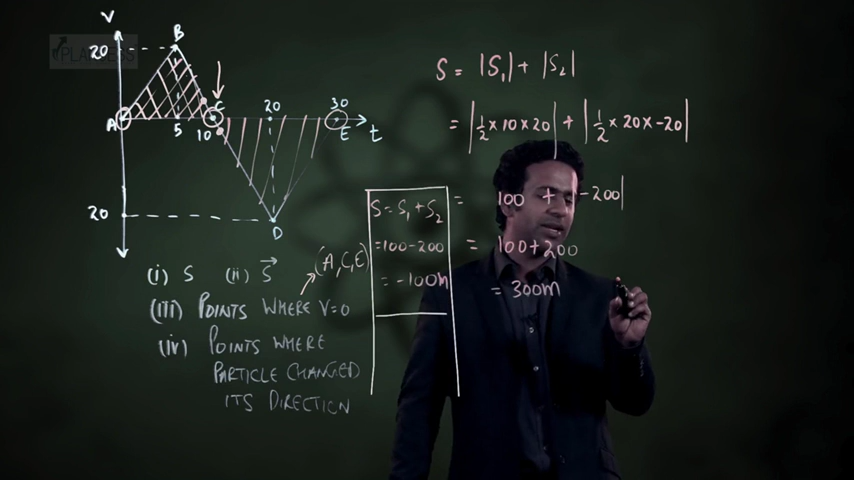 V
20
B
A
5
10
C
20
30
E
t
20
D
(i) S (ii) S⃗
(A,C,E)
(iii) POINTS WHERE V=0
(iv) POINTS WHERE
PARTICLE CHANGED
ITS DIRECTION
S = S₁ + S₂
= 100 - 200
= -100m
S = |S₁| + |S₂|
= |½ × 10 × 20| + |½ × 20 × -20|
= 100 + -200|
= 100 + 200
= 300m